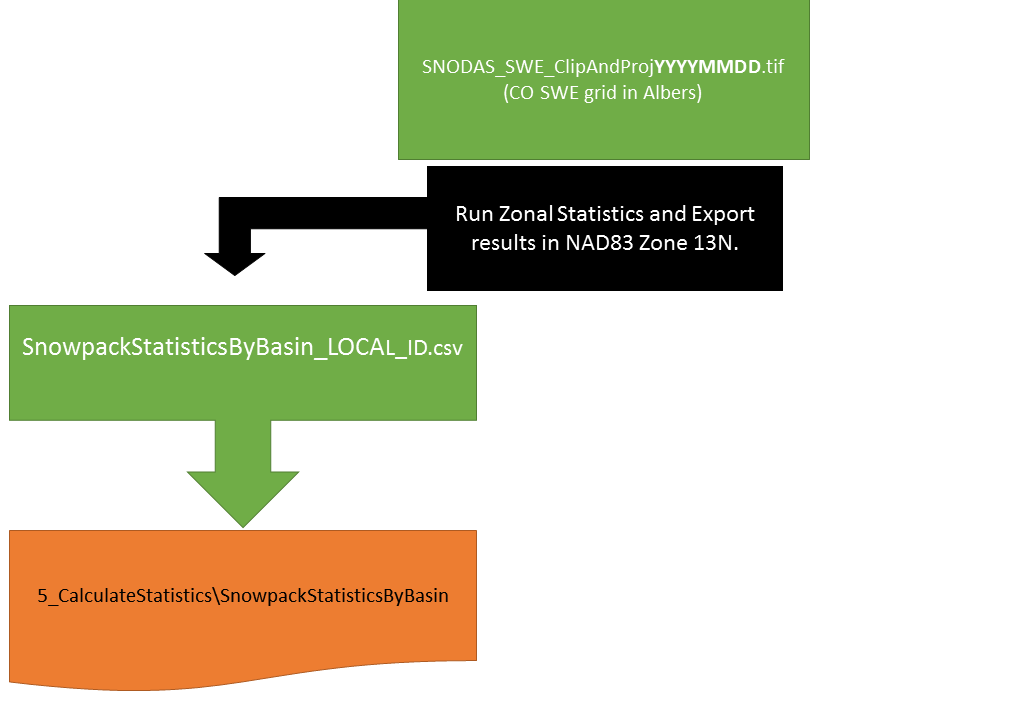 SNODAS_SWE_ClipAndProjYYYYMMDD.tif
(CO SWE grid in Albers)
Run Zonal Statistics and Export
results in NAD83 Zone 13N.
SnowpackStatisticsByBasin_LOCAL_ID.csv
5_CalculateStatistics\SnowpackStatisticsByBasin